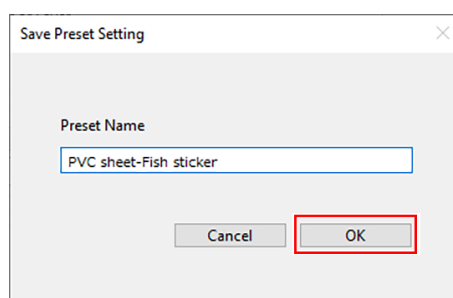 Save Preset Setting
Preset Name
PVC sheet-Fish sticker
Cancel OK